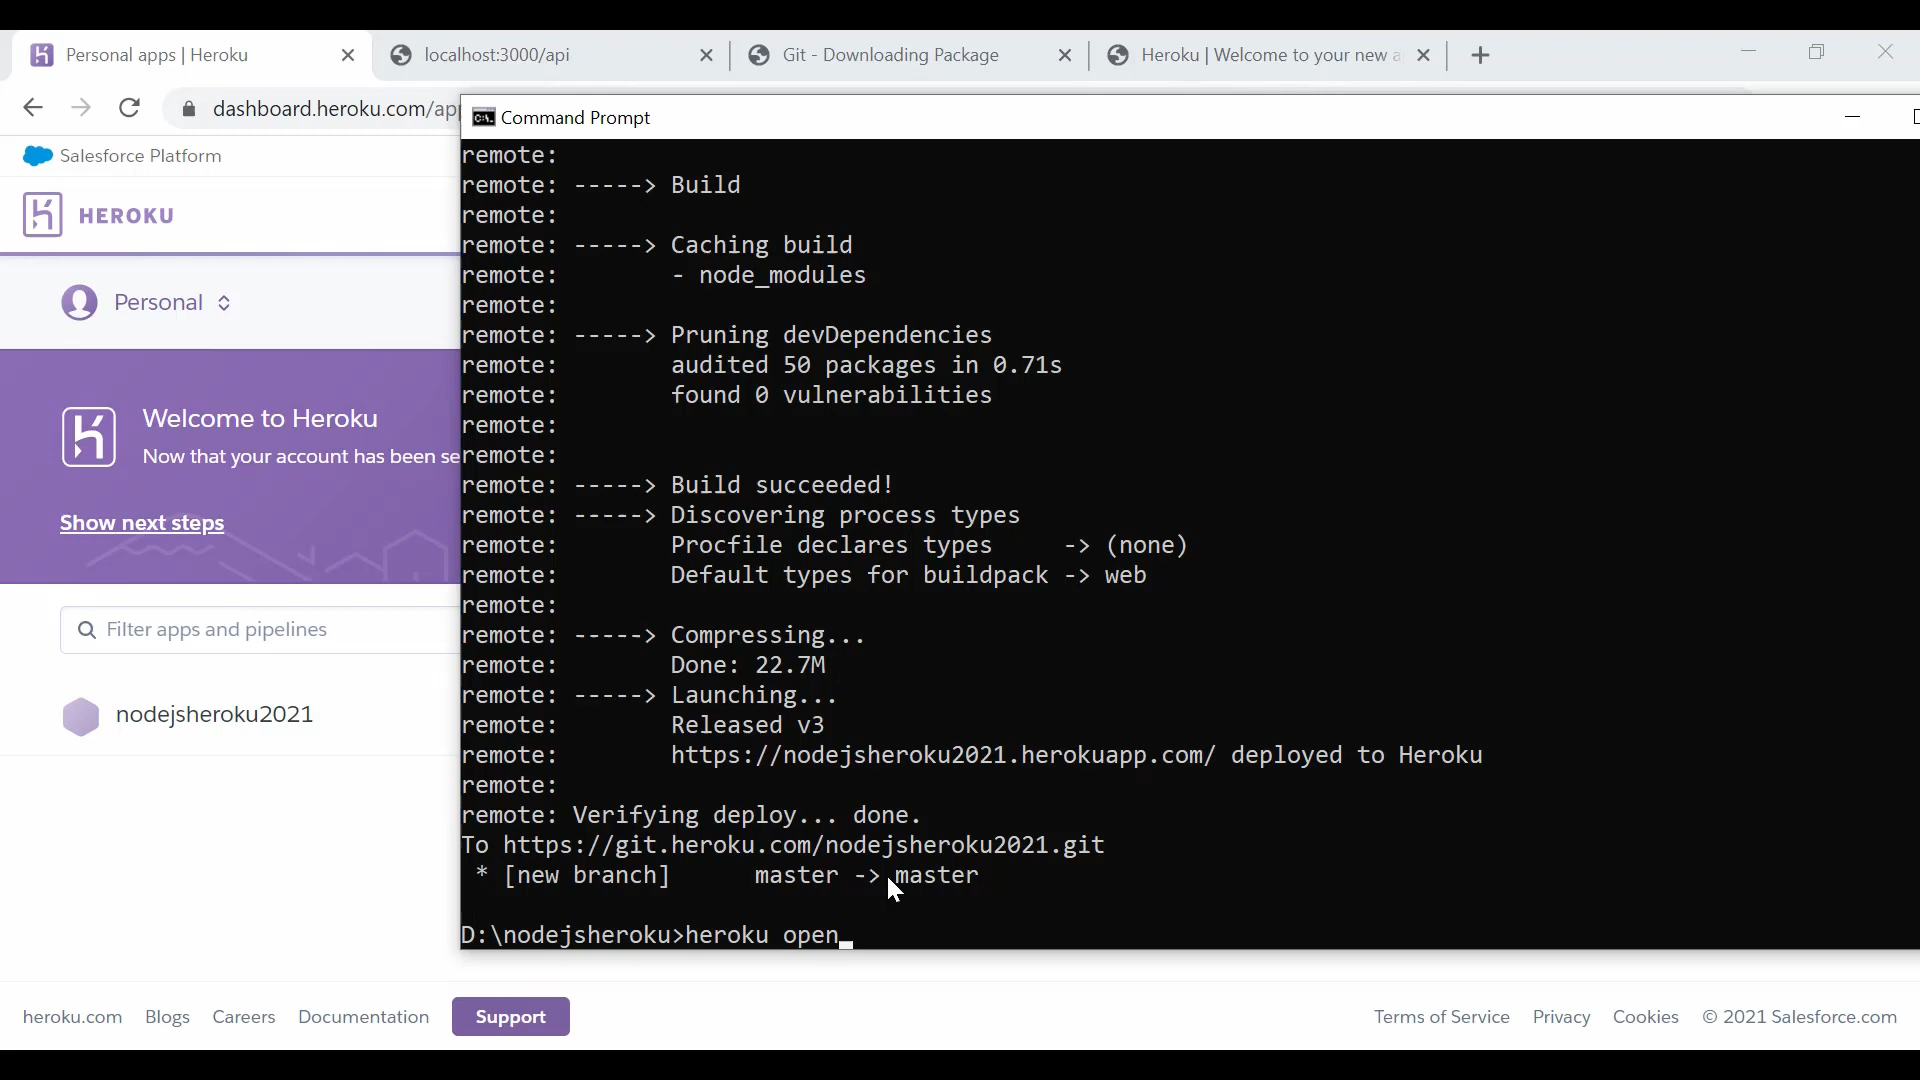 Personal apps | Heroku
localhost:3000/api
Git - Downloading Package
Heroku | Welcome to your new a
dashboard.heroku.com/app
Salesforce Platform
HEROKU
Personal
Welcome to Heroku
Now that your account has been se
Show next steps
Filter apps and pipelines
nodejsheroku2021
Command Prompt
remote:
remote: -----> Build
remote:
remote: -----> Caching build
remote:        - node_modules
remote:
remote: -----> Pruning devDependencies
remote:        audited 50 packages in 0.71s
remote:        found 0 vulnerabilities
remote:
remote:
remote: -----> Build succeeded!
remote: -----> Discovering process types
remote:        Procfile declares types     -> (none)
remote:        Default types for buildpack -> web
remote:
remote: -----> Compressing...
remote:        Done: 22.7M
remote: -----> Launching...
remote:        Released v3
remote:        https://nodejsheroku2021.herokuapp.com/ deployed to Heroku
remote:
remote: Verifying deploy... done.
To https://git.heroku.com/nodejsheroku2021.git
 * [new branch]      master -> master
D:\nodejsheroku>heroku open_
heroku.com
Blogs
Careers
Documentation
Support
Terms of Service
Privacy
Cookies
© 2021 Salesforce.com